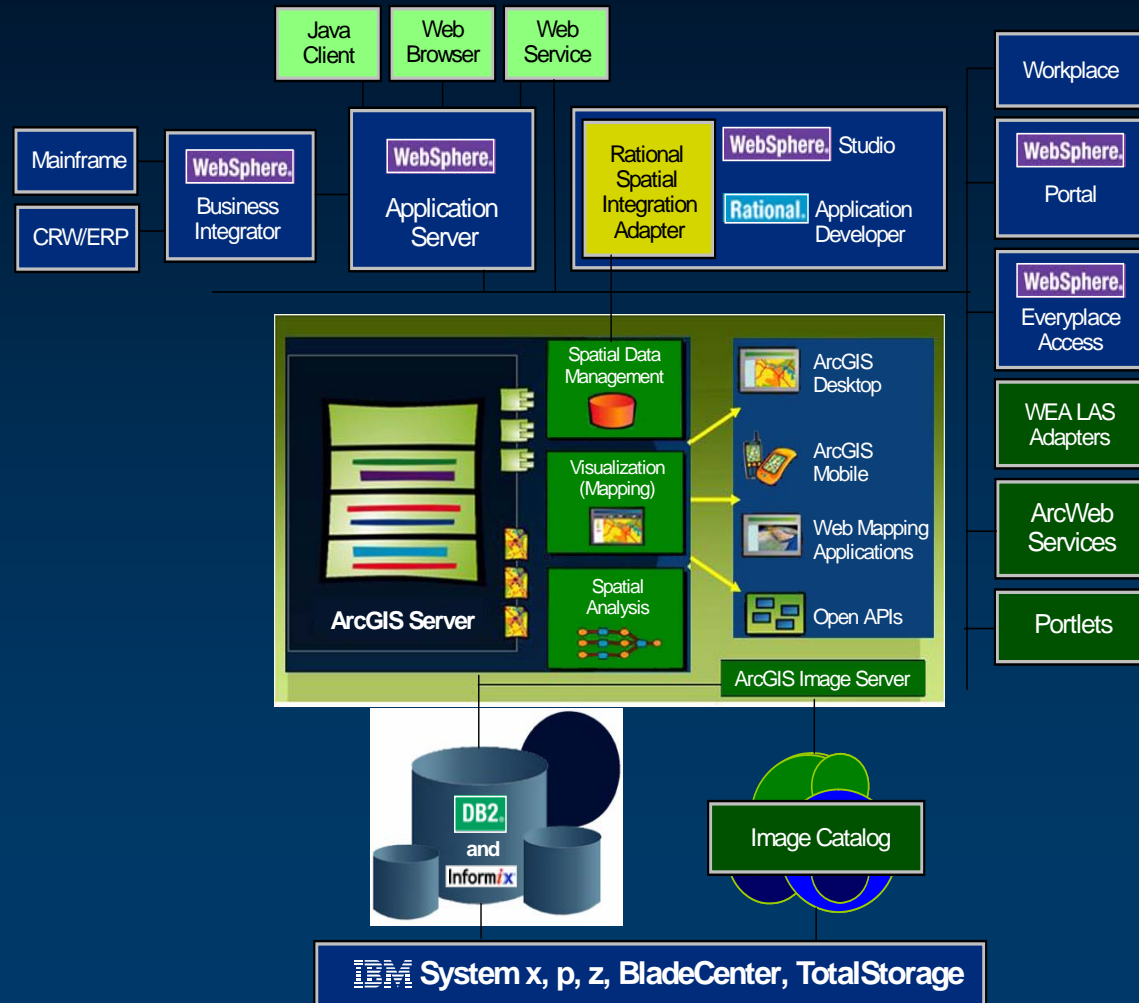 Java
Client
Web
Browser
Web
Service
Workplace
Mainframe
CRW/ERP
WebSphere.
Business
Integrator
WebSphere.
Application
Server
Rational
Spatial
Integration
Adapter
WebSphere. Studio
Rational. Application
Developer
WebSphere.
Portal
WebSphere.
Everyplace
Access
WEA LAS
Adapters
ArcWeb
Services
Portlets
ArcGIS Server
Spatial Data
Management
Visualization
(Mapping)
Spatial
Analysis
ArcGIS
Desktop
ArcGIS
Mobile
Web Mapping
Applications
Open APIs
ArcGIS Image Server
DB2.
and
Informix
Image Catalog
IBM System x, p, z, BladeCenter, TotalStorage